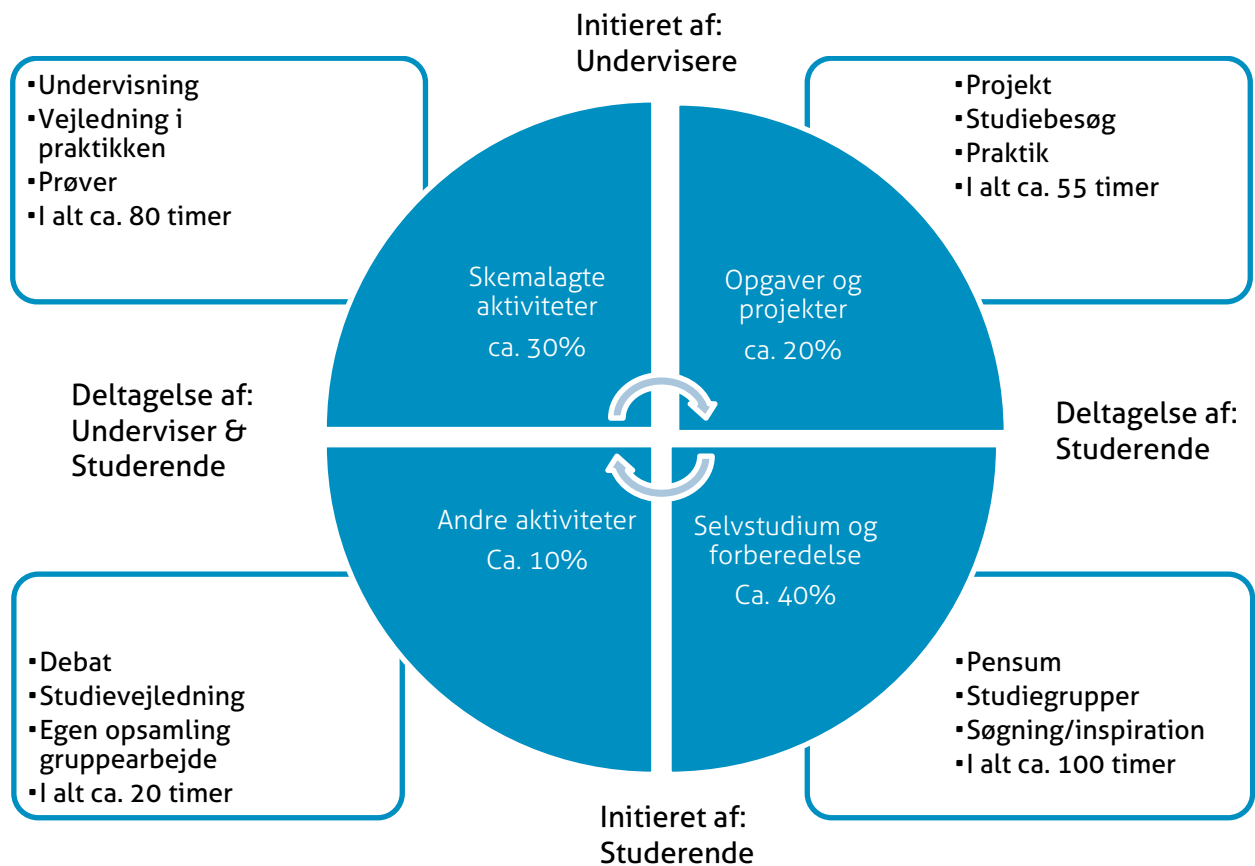 Initieret af:
Undervisere
▪Undervisning
▪Vejledning i
praktikken
▪Prøver
▪I alt ca. 80 timer
▪Projekt
▪Studiebesøg
▪Praktik
▪I alt ca. 55 timer
Skemalagte
aktiviteter
ca. 30%
Opgaver og
projekter
ca. 20%
Deltagelse af:
Underviser &
Studerende
Deltagelse af:
Studerende
Andre aktiviteter
Ca. 10%
Selvstudium og
forberedelse
Ca. 40%
▪Debat
▪Studievejledning
▪Egen opsamling
gruppearbejde
▪I alt ca. 20 timer
▪Pensum
▪Studiegrupper
▪Søgning/inspiration
▪I alt ca. 100 timer
Initieret af:
Studerende